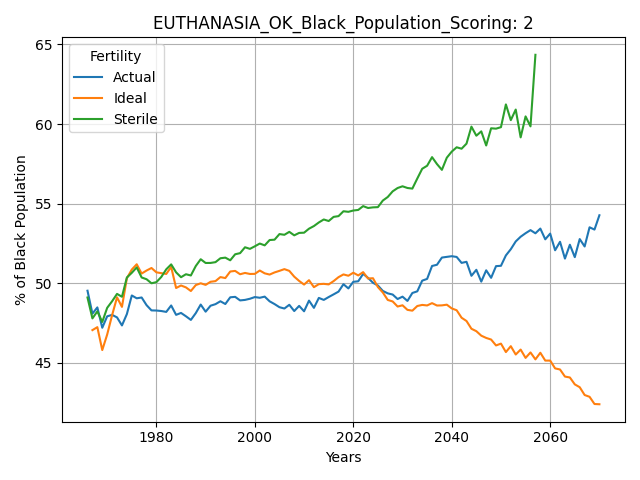 EUTHANASIA_OK_Black_Population_Scoring: 2
65
60
55
50
45
% of Black Population
Fertility
Actual
Ideal
Sterile
1980
2000
2020
2040
2060
Years